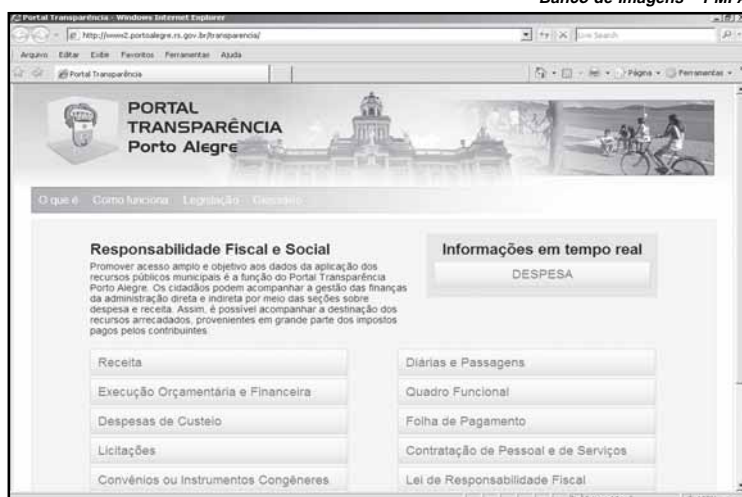 Banco de Imagens – PMPA
Portal Transparência - Windows Internet Explorer
http://www2.portoalegre.rs.gov.br/transparencia/
Live Search
Arquivo Editar Exibir Favoritos Ferramentas Ajuda
Portal Transparência
Página Ferramentas
PORTAL
TRANSPARÊNCIA
Porto Alegre
O que é Como funciona Legislação Glossário
Responsabilidade Fiscal e Social
Promover acesso amplo e objetivo aos dados da aplicação dos
recursos públicos municipais é a função do Portal Transparência
Porto Alegre. Os cidadãos podem acompanhar a gestão das finanças
da administração direta e indireta por meio das seções sobre
despesa e receita. Assim, é possível acompanhar a destinação dos
recursos arrecadados, provenientes em grande parte dos impostos
pagos pelos contribuintes.
Informações em tempo real
DESPESA
Receita
Execução Orçamentária e Financeira
Despesas de Custeio
Licitações
Convênios ou Instrumentos Congêneres
Diárias e Passagens
Quadro Funcional
Folha de Pagamento
Contratação de Pessoal e de Serviços
Lei de Responsabilidade Fiscal